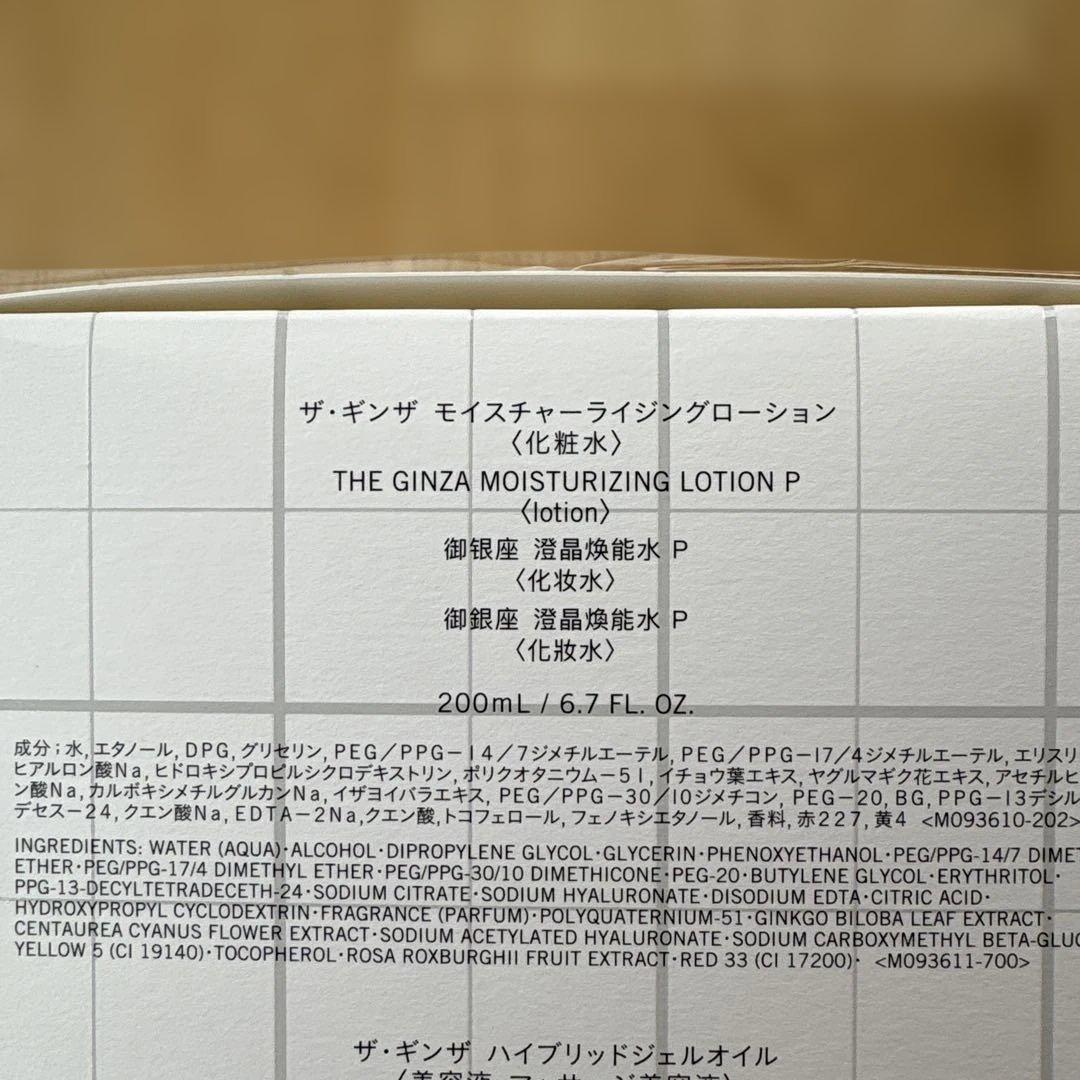 ザ・ギンザ モイスチャーライジングローション
〈化粧水〉
THE GINZA MOISTURIZING LOTION P
〈lotion〉
御银座 澄晶焕能水 P
〈化妆水〉
御銀座 澄晶煥能水 P
〈化妝水〉
200mL / 6.7 FL. OZ.
成分；水, エタノール, DPG, グリセリン, PEG／PPG－14／7ジメチルエーテル, PEG／PPG－17／4ジメチルエーテル, エリスリ
ヒアルロン酸Na, ヒドロキシプロピルシクロデキストリン, ポリクオタニウム－51, イチョウ葉エキス, ヤグルマギク花エキス, アセチルヒ
ン酸Na, カルボキシメチルグルカンNa, イザヨイバラエキス, PEG／PPG－30／10ジメチコン, PEG－20, BG, PPG－13デシル
デセス－24, クエン酸Na, EDTA－2Na, クエン酸, トコフェロール, フェノキシエタノール, 香料, 赤227, 黄4 <M093610-202>
INGREDIENTS: WATER (AQUA)・ALCOHOL・DIPROPYLENE GLYCOL・GLYCERIN・PHENOXYETHANOL・PEG/PPG-14/7 DIMET
ETHER・PEG/PPG-17/4 DIMETHYL ETHER・PEG/PPG-30/10 DIMETHICONE・PEG-20・BUTYLENE GLYCOL・ERYTHRITOL・
PPG-13-DECYLTETRADECETH-24・SODIUM CITRATE・SODIUM HYALURONATE・DISODIUM EDTA・CITRIC ACID・
HYDROXYPROPYL CYCLODEXTRIN・FRAGRANCE (PARFUM)・POLYQUATERNIUM-51・GINKGO BILOBA LEAF EXTRACT・
CENTAUREA CYANUS FLOWER EXTRACT・SODIUM ACETYLATED HYALURONATE・SODIUM CARBOXYMETHYL BETA-GLUC
YELLOW 5 (CI 19140)・TOCOPHEROL・ROSA ROXBURGHII FRUIT EXTRACT・RED 33 (CI 17200)・ <M093611-700>
ザ・ギンザ ハイブリッドジェルオイル